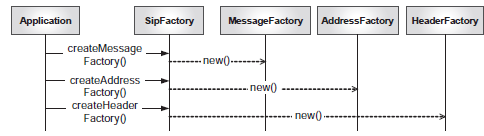 Application SipFactory MessageFactory AddressFactory HeaderFactory
createMessage
Factory() new()
createAddress
Factory() new()
createHeader
Factory() new()